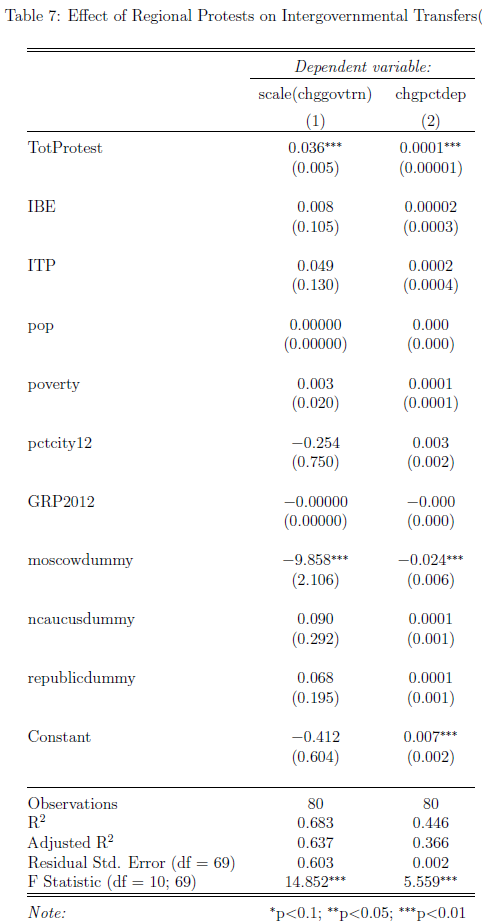 Table 7: Effect of Regional Protests on Intergovernmental Transfers(
Dependent variable:
scale(chggovtrn) chgpctdep
(1) (2)
TotProtest 0.036*** 0.0001***
(0.005) (0.00001)
IBE 0.008 0.00002
(0.105) (0.0003)
ITP 0.049 0.0002
(0.130) (0.0004)
pop 0.00000 0.000
(0.00000) (0.000)
poverty 0.003 0.0001
(0.020) (0.0001)
pctcity12 −0.254 0.003
(0.750) (0.002)
GRP2012 −0.00000 −0.000
(0.00000) (0.000)
moscowdummy −9.858*** −0.024***
(2.106) (0.006)
ncaucusdummy 0.090 0.0001
(0.292) (0.001)
republicdummy 0.068 0.0001
(0.195) (0.001)
Constant −0.412 0.007***
(0.604) (0.002)
Observations 80 80
R² 0.683 0.446
Adjusted R² 0.637 0.366
Residual Std. Error (df = 69) 0.603 0.002
F Statistic (df = 10; 69) 14.852*** 5.559***
Note: *p<0.1; **p<0.05; ***p<0.01